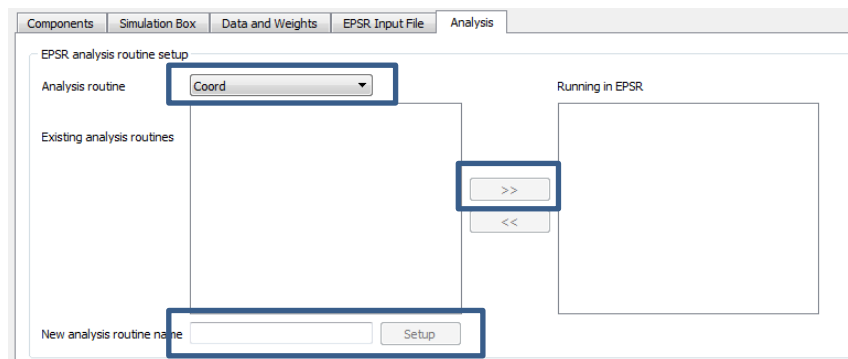 Components Simulation Box Data and Weights EPSR Input File Analysis
EPSR analysis routine setup
Analysis routine Coord Running in EPSR
Existing analysis routines
>>
<<
New analysis routine name Setup